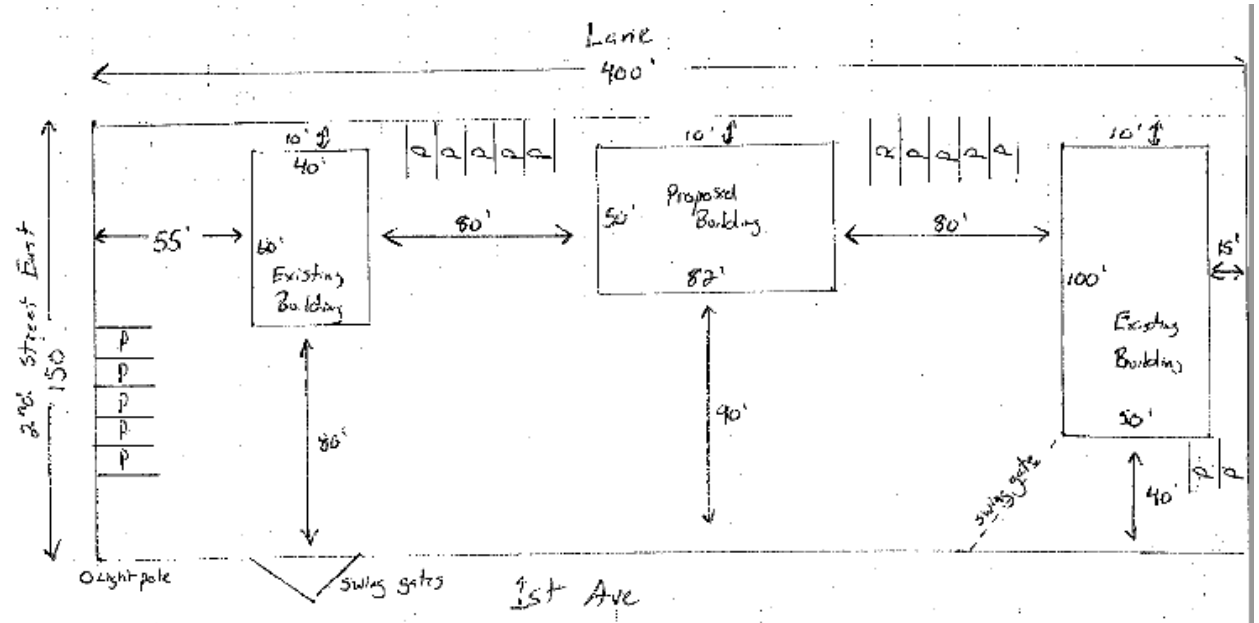 Lane
400'
10'
40'
P P P P P
10'
P P P P P
10'
2nd Street East
150
55'
60'
Existing
Building
80'
50'
Proposed
Building
82'
80'
100'
15'
Existing
Building
50'
P
P
P
P
P
80'
90'
swing gates
40'
P P
Light pole
swing gates
1st Ave